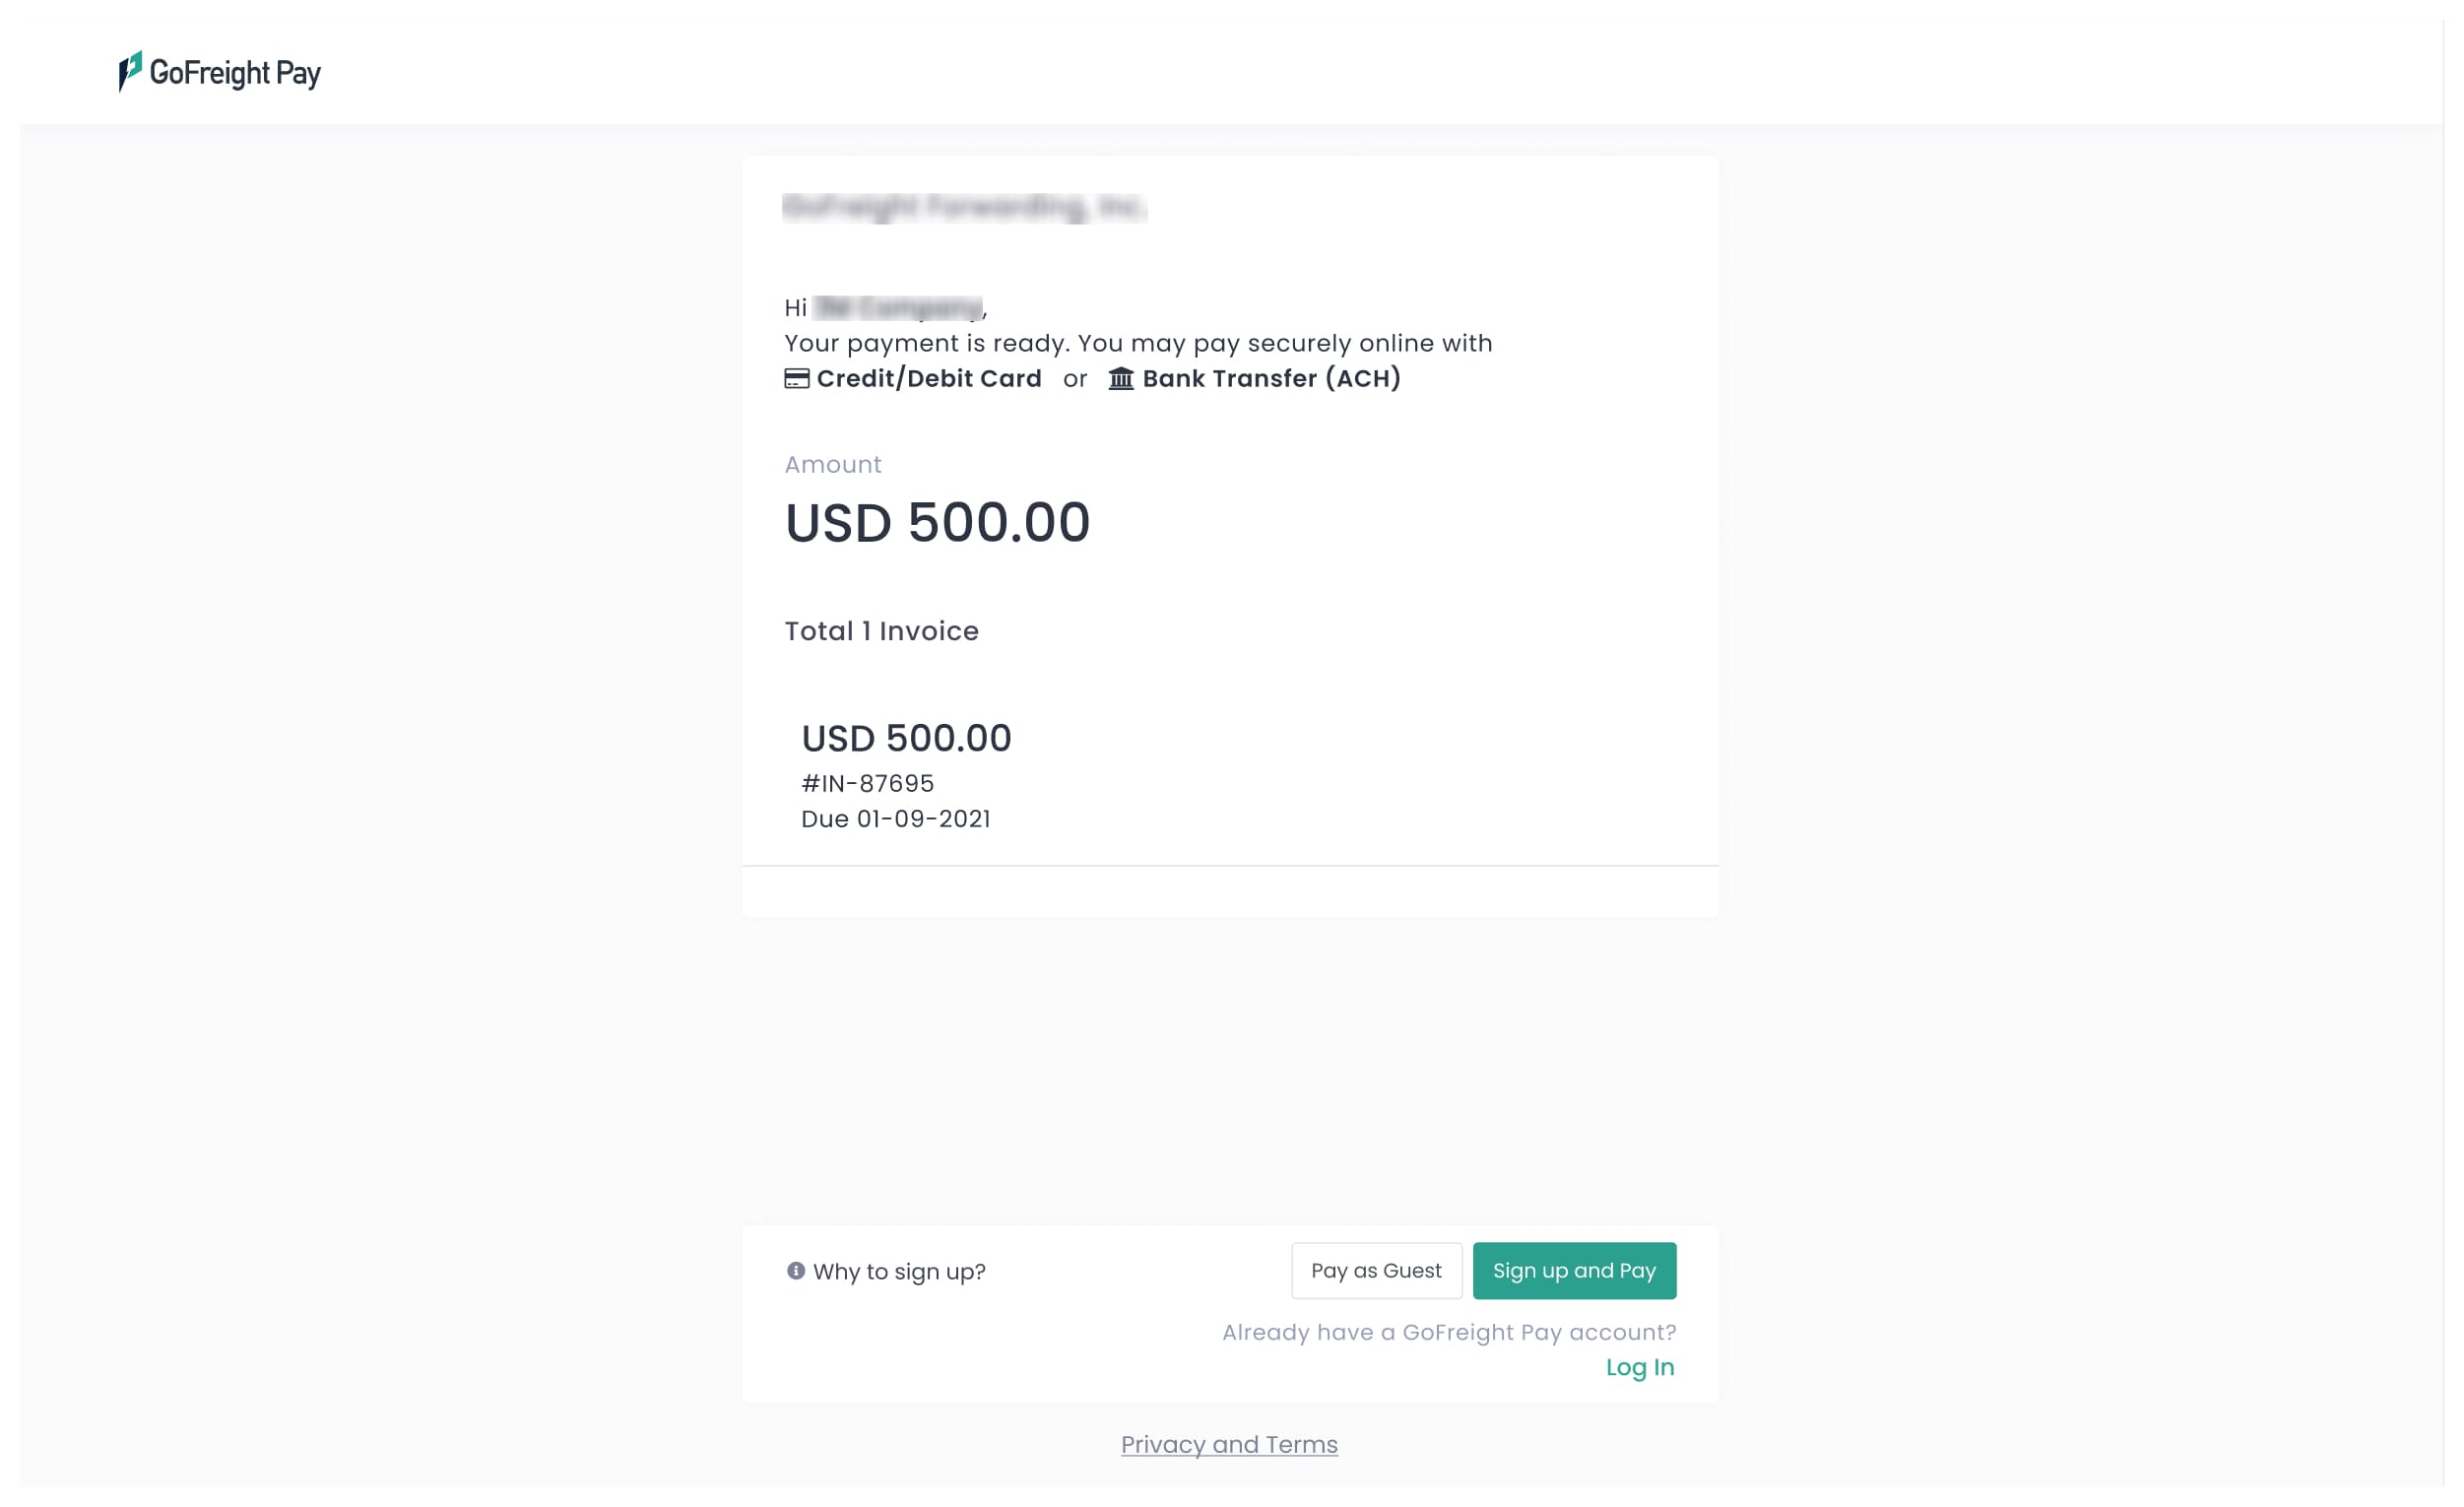 GoFreight Pay
Hi ,
Your payment is ready. You may pay securely online with
Credit/Debit Card or Bank Transfer (ACH)
Amount
USD 500.00
Total 1 Invoice
USD 500.00
#IN-87695
Due 01-09-2021
Why to sign up?
Pay as Guest
Sign up and Pay
Already have a GoFreight Pay account?
Log In
Privacy and Terms